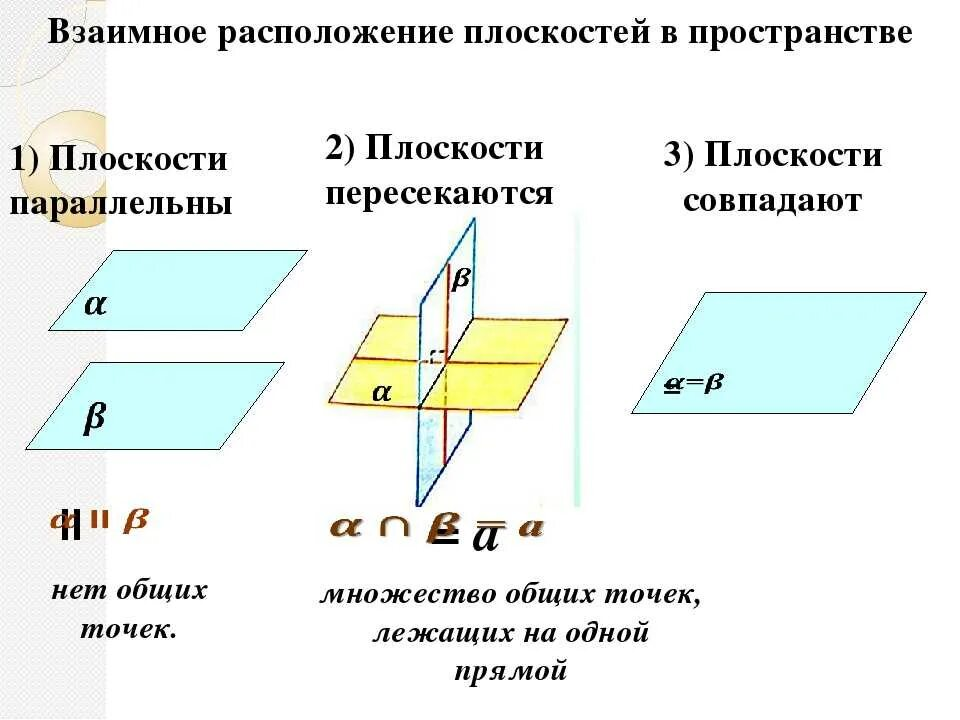 Взаимное расположение плоскостей в пространстве
1) Плоскости
параллельны
α
β
α || β
нет общих
точек.
2) Плоскости
пересекаются
β
α
α ∩ β = a
= a
множество общих точек,
лежащих на одной
прямой
3) Плоскости
совпадают
α=β